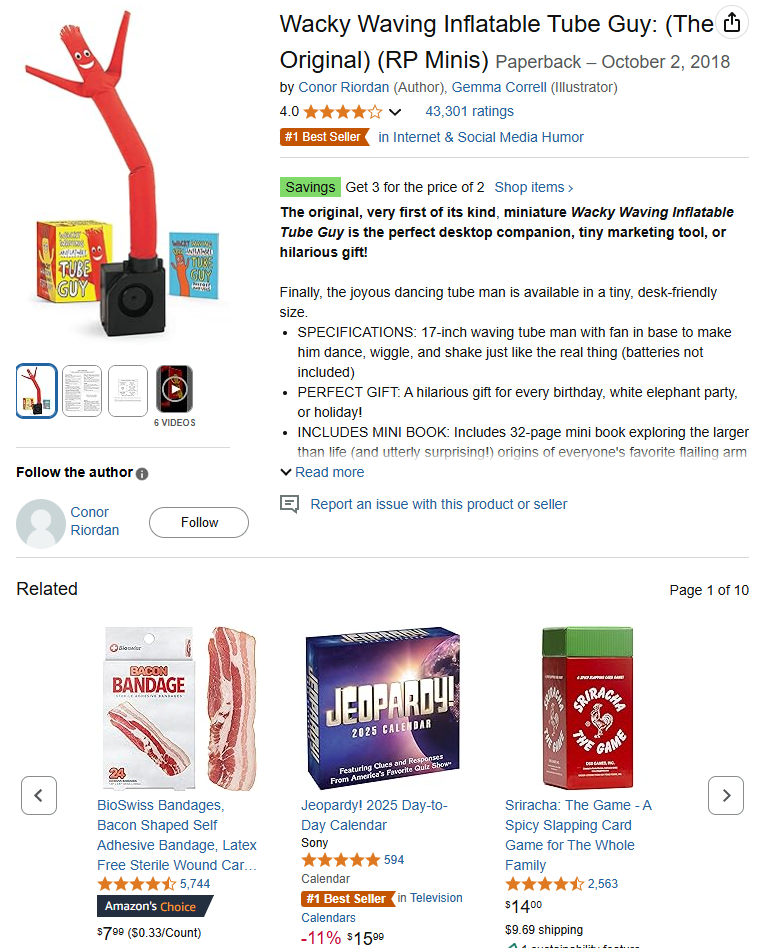 Wacky Waving Inflatable Tube Guy: (The
Original) (RP Minis) Paperback – October 2, 2018
by Conor Riordan (Author), Gemma Correll (Illustrator)
4.0 43,301 ratings
#1 Best Seller in Internet & Social Media Humor
Savings Get 3 for the price of 2 Shop items ›
The original, very first of its kind, miniature Wacky Waving Inflatable
Tube Guy is the perfect desktop companion, tiny marketing tool, or
hilarious gift!
Finally, the joyous dancing tube man is available in a tiny, desk-friendly
size.
• SPECIFICATIONS: 17-inch waving tube man with fan in base to make
him dance, wiggle, and shake just like the real thing (batteries not
included)
• PERFECT GIFT: A hilarious gift for every birthday, white elephant party,
or holiday!
• INCLUDES MINI BOOK: Includes 32-page mini book exploring the larger
than life (and utterly surprising!) origins of everyone's favorite flailing arm
Read more
Report an issue with this product or seller
WACKY WAVING
INFLATABLE
TUBE
GUY
WACKY WAVING
INFLATABLE
TUBE
GUY
6 VIDEOS
Follow the author
Conor
Riordan
Follow
Related
Page 1 of 10
BioSwiss
BACON
BANDAGE
STERILE ADHESIVE BANDAGES
24
BioSwiss Bandages,
Bacon Shaped Self
Adhesive Bandage, Latex
Free Sterile Wound Car…
5,744
Amazon's Choice
$7⁹⁹ ($0.33/Count)
JEOPARDY!
JEOPARDY!
JEOPARDY!
2025 CALENDAR
Featuring Clues and Responses
From America's Favorite Quiz Show
Jeopardy! 2025 Day-to-
Day Calendar
Sony
594
Calendar
#1 Best Seller in Television
Calendars
-11% $15⁹⁹
A SPICY SLAPPING CARD GAME!
SRIRACHA
THE GAME
Sriracha: The Game - A
Spicy Slapping Card
Game for The Whole
Family
2,563
$14⁰⁰
$9.69 shipping
1 sustainability feature